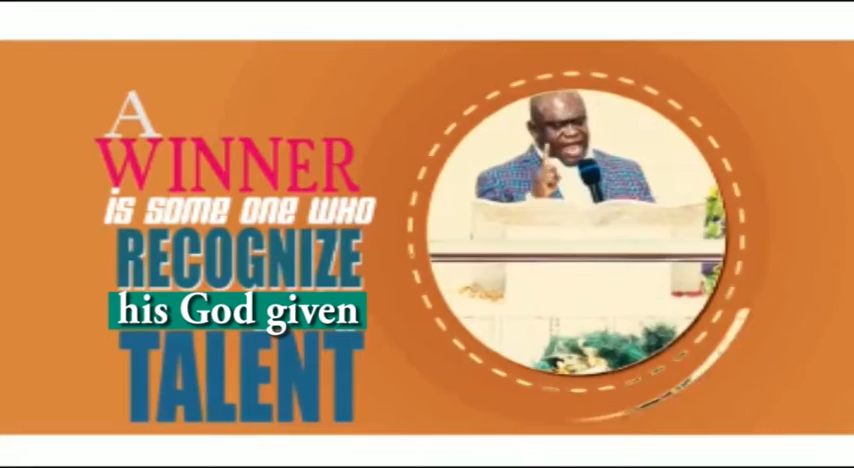 A
WINNER
is some one who
RECOGNIZE
his God given
TALENT